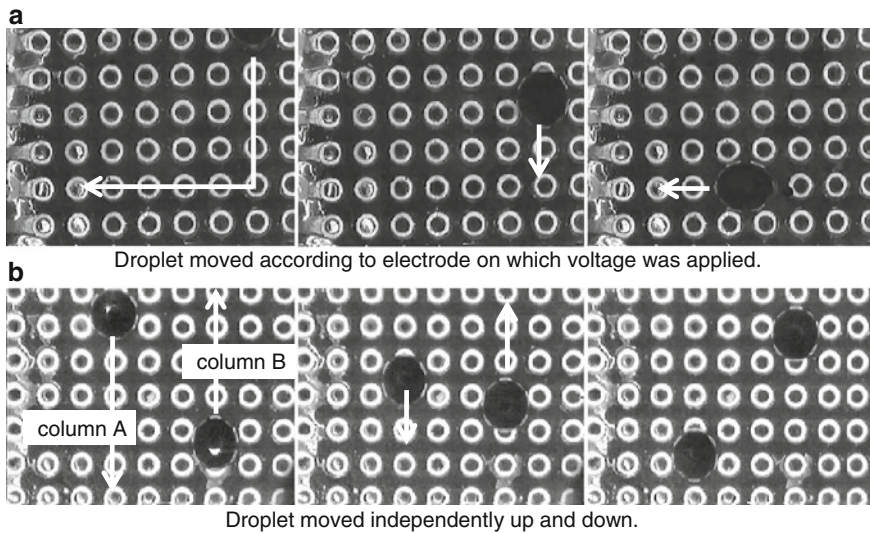 a
Droplet moved according to electrode on which voltage was applied.
b
column B
column A
Droplet moved independently up and down.